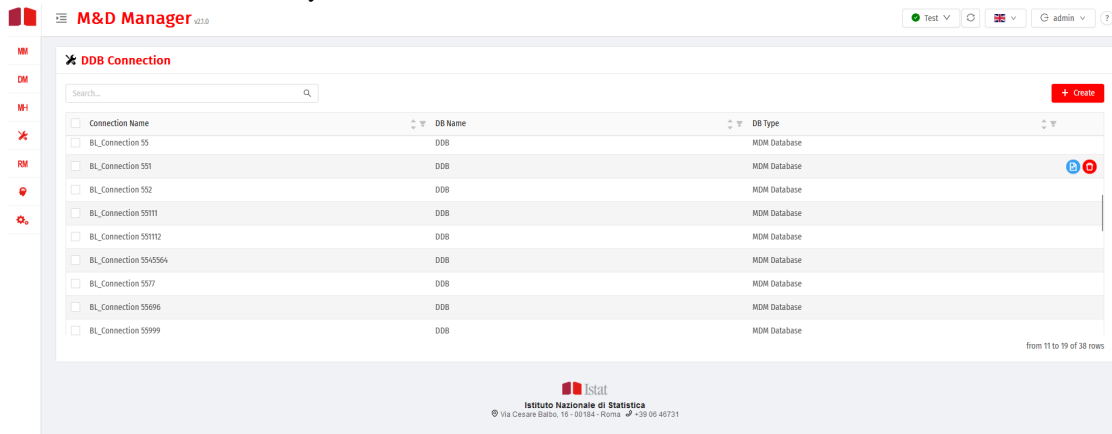 M&D Manager v2.1.0
Test
admin
?
MM
DM
MH
RM
DDB Connection
Search...
+ Create
Connection Name DB Name DB Type
BL_Connection 55 DDB MDM Database
BL_Connection 551 DDB MDM Database
BL_Connection 552 DDB MDM Database
BL_Connection 55111 DDB MDM Database
BL_Connection 551112 DDB MDM Database
BL_Connection 5545564 DDB MDM Database
BL_Connection 5577 DDB MDM Database
BL_Connection 55696 DDB MDM Database
BL_Connection 55999 DDB MDM Database
from 11 to 19 of 38 rows
Istat
Istituto Nazionale di Statistica
Via Cesare Balbo, 16 - 00184 - Roma +39 06 46731